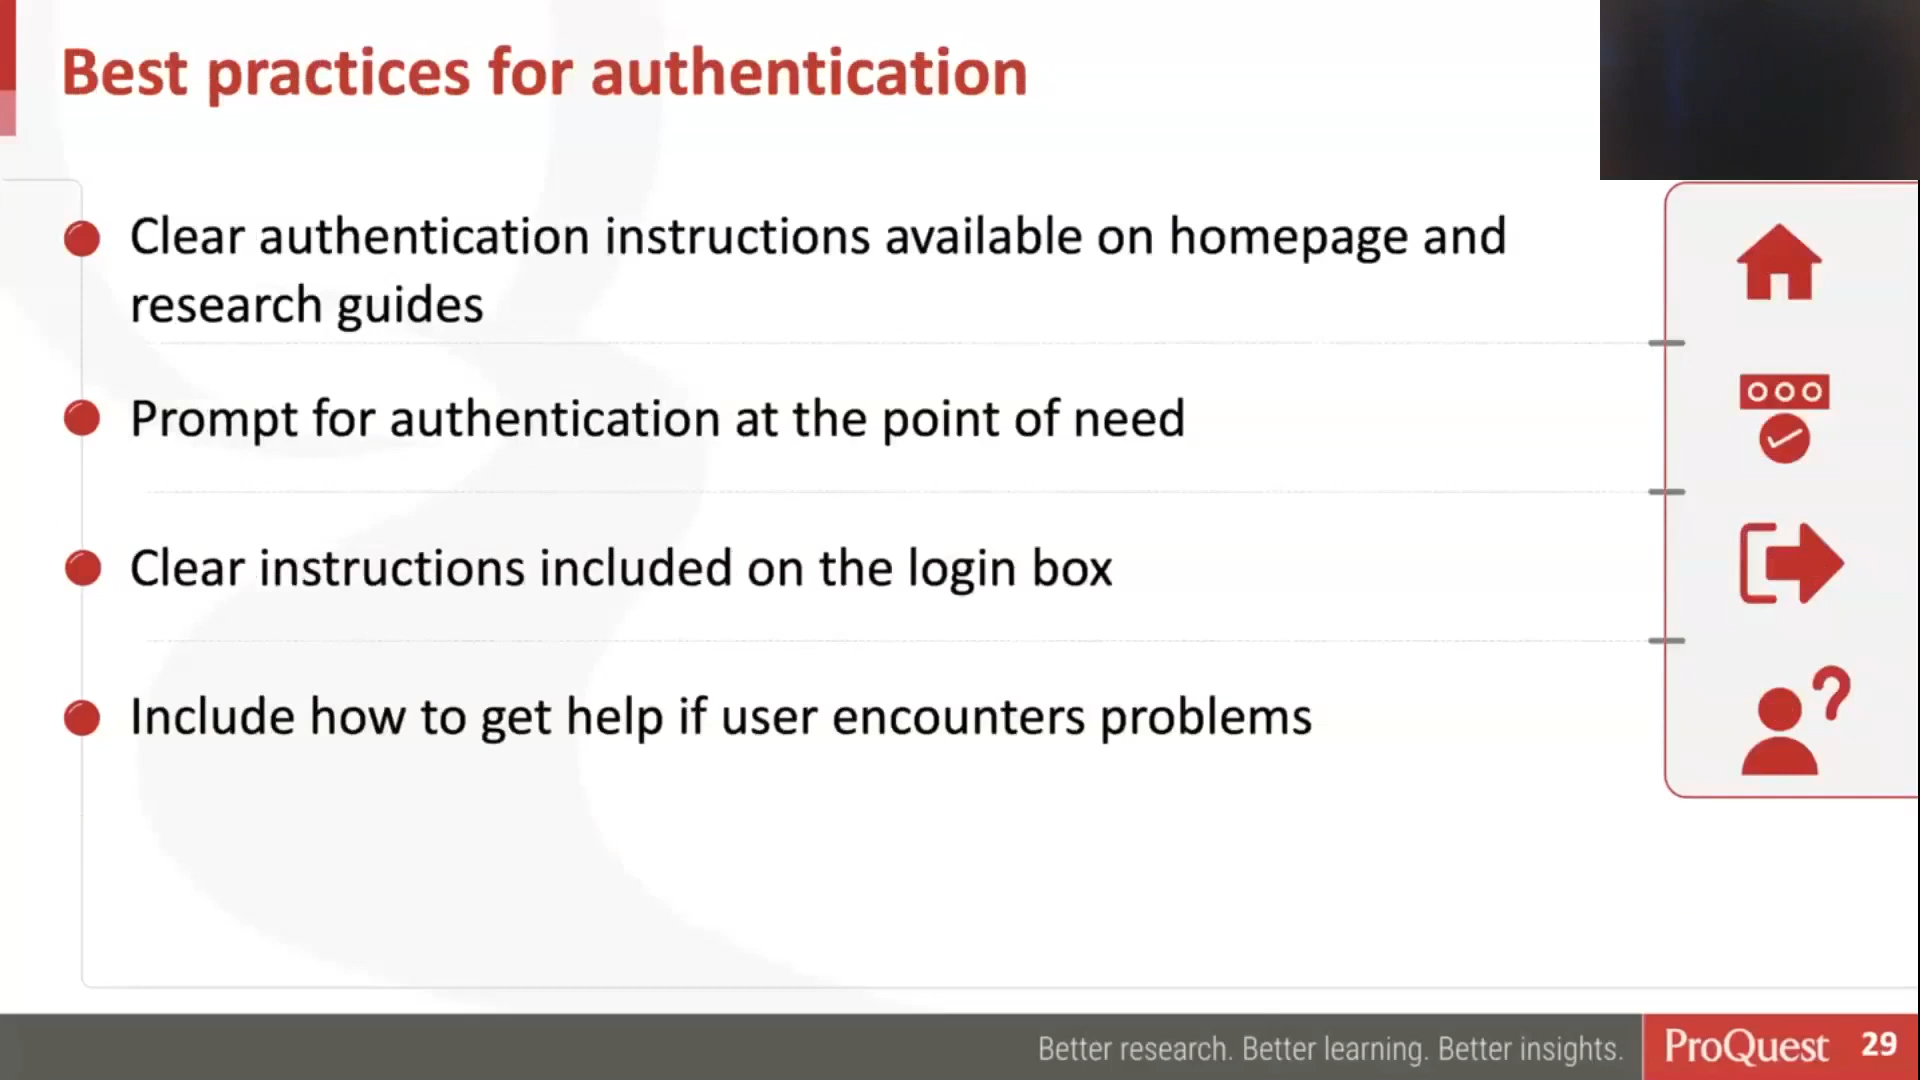 Best practices for authentication
Clear authentication instructions available on homepage and
research guides
Prompt for authentication at the point of need
Clear instructions included on the login box
Include how to get help if user encounters problems
Better research. Better learning. Better insights.
ProQuest 29